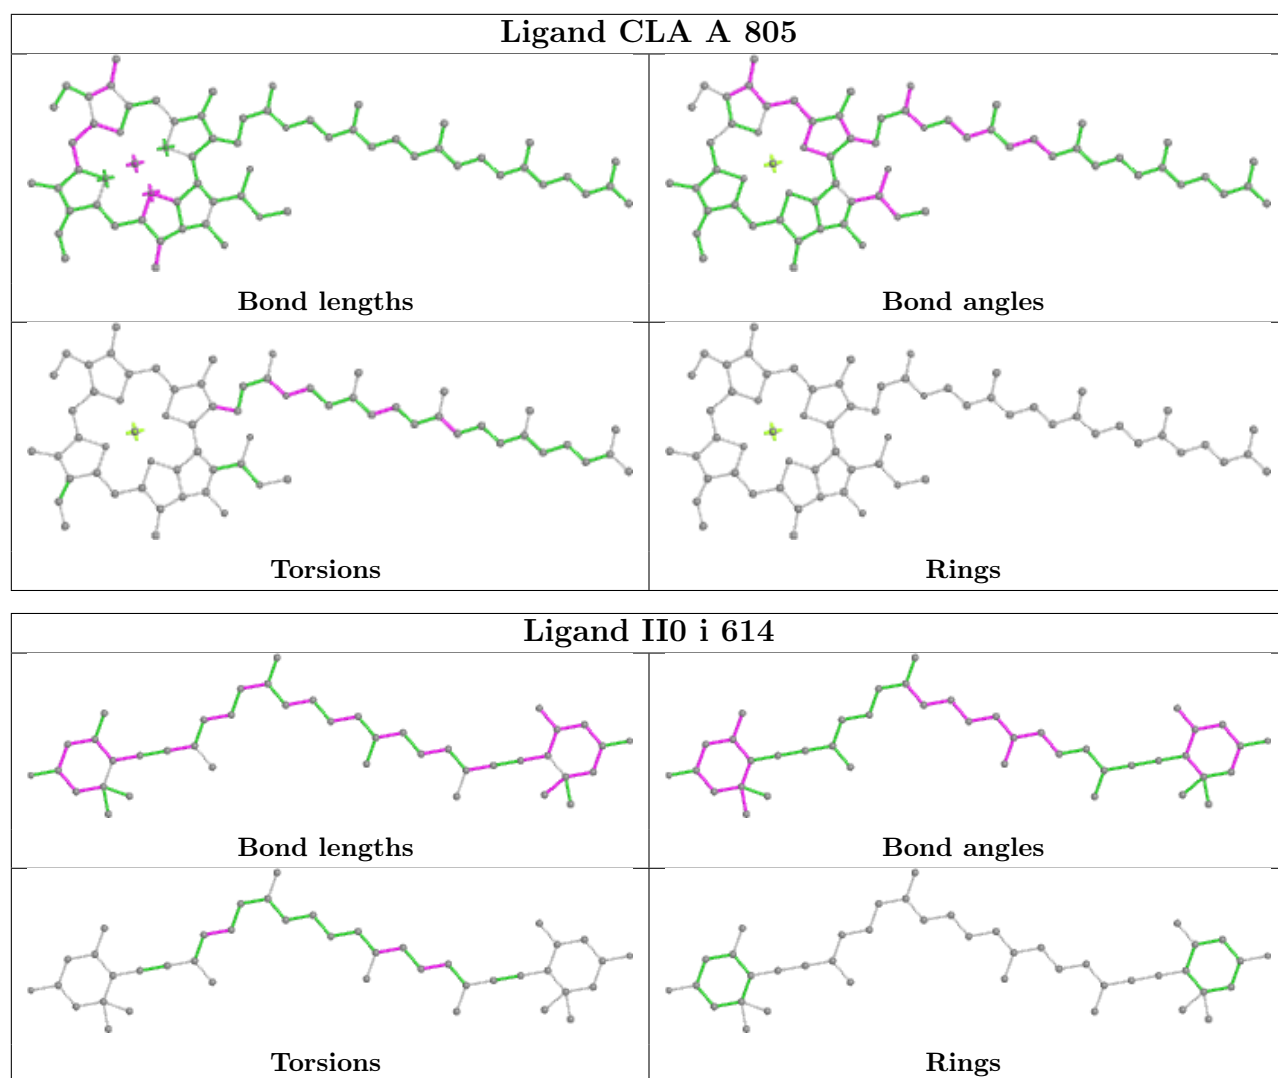 Ligand CLA A 805
Bond lengths
Bond angles
Torsions
Rings
Ligand II0 i 614
Bond lengths
Bond angles
Torsions
Rings